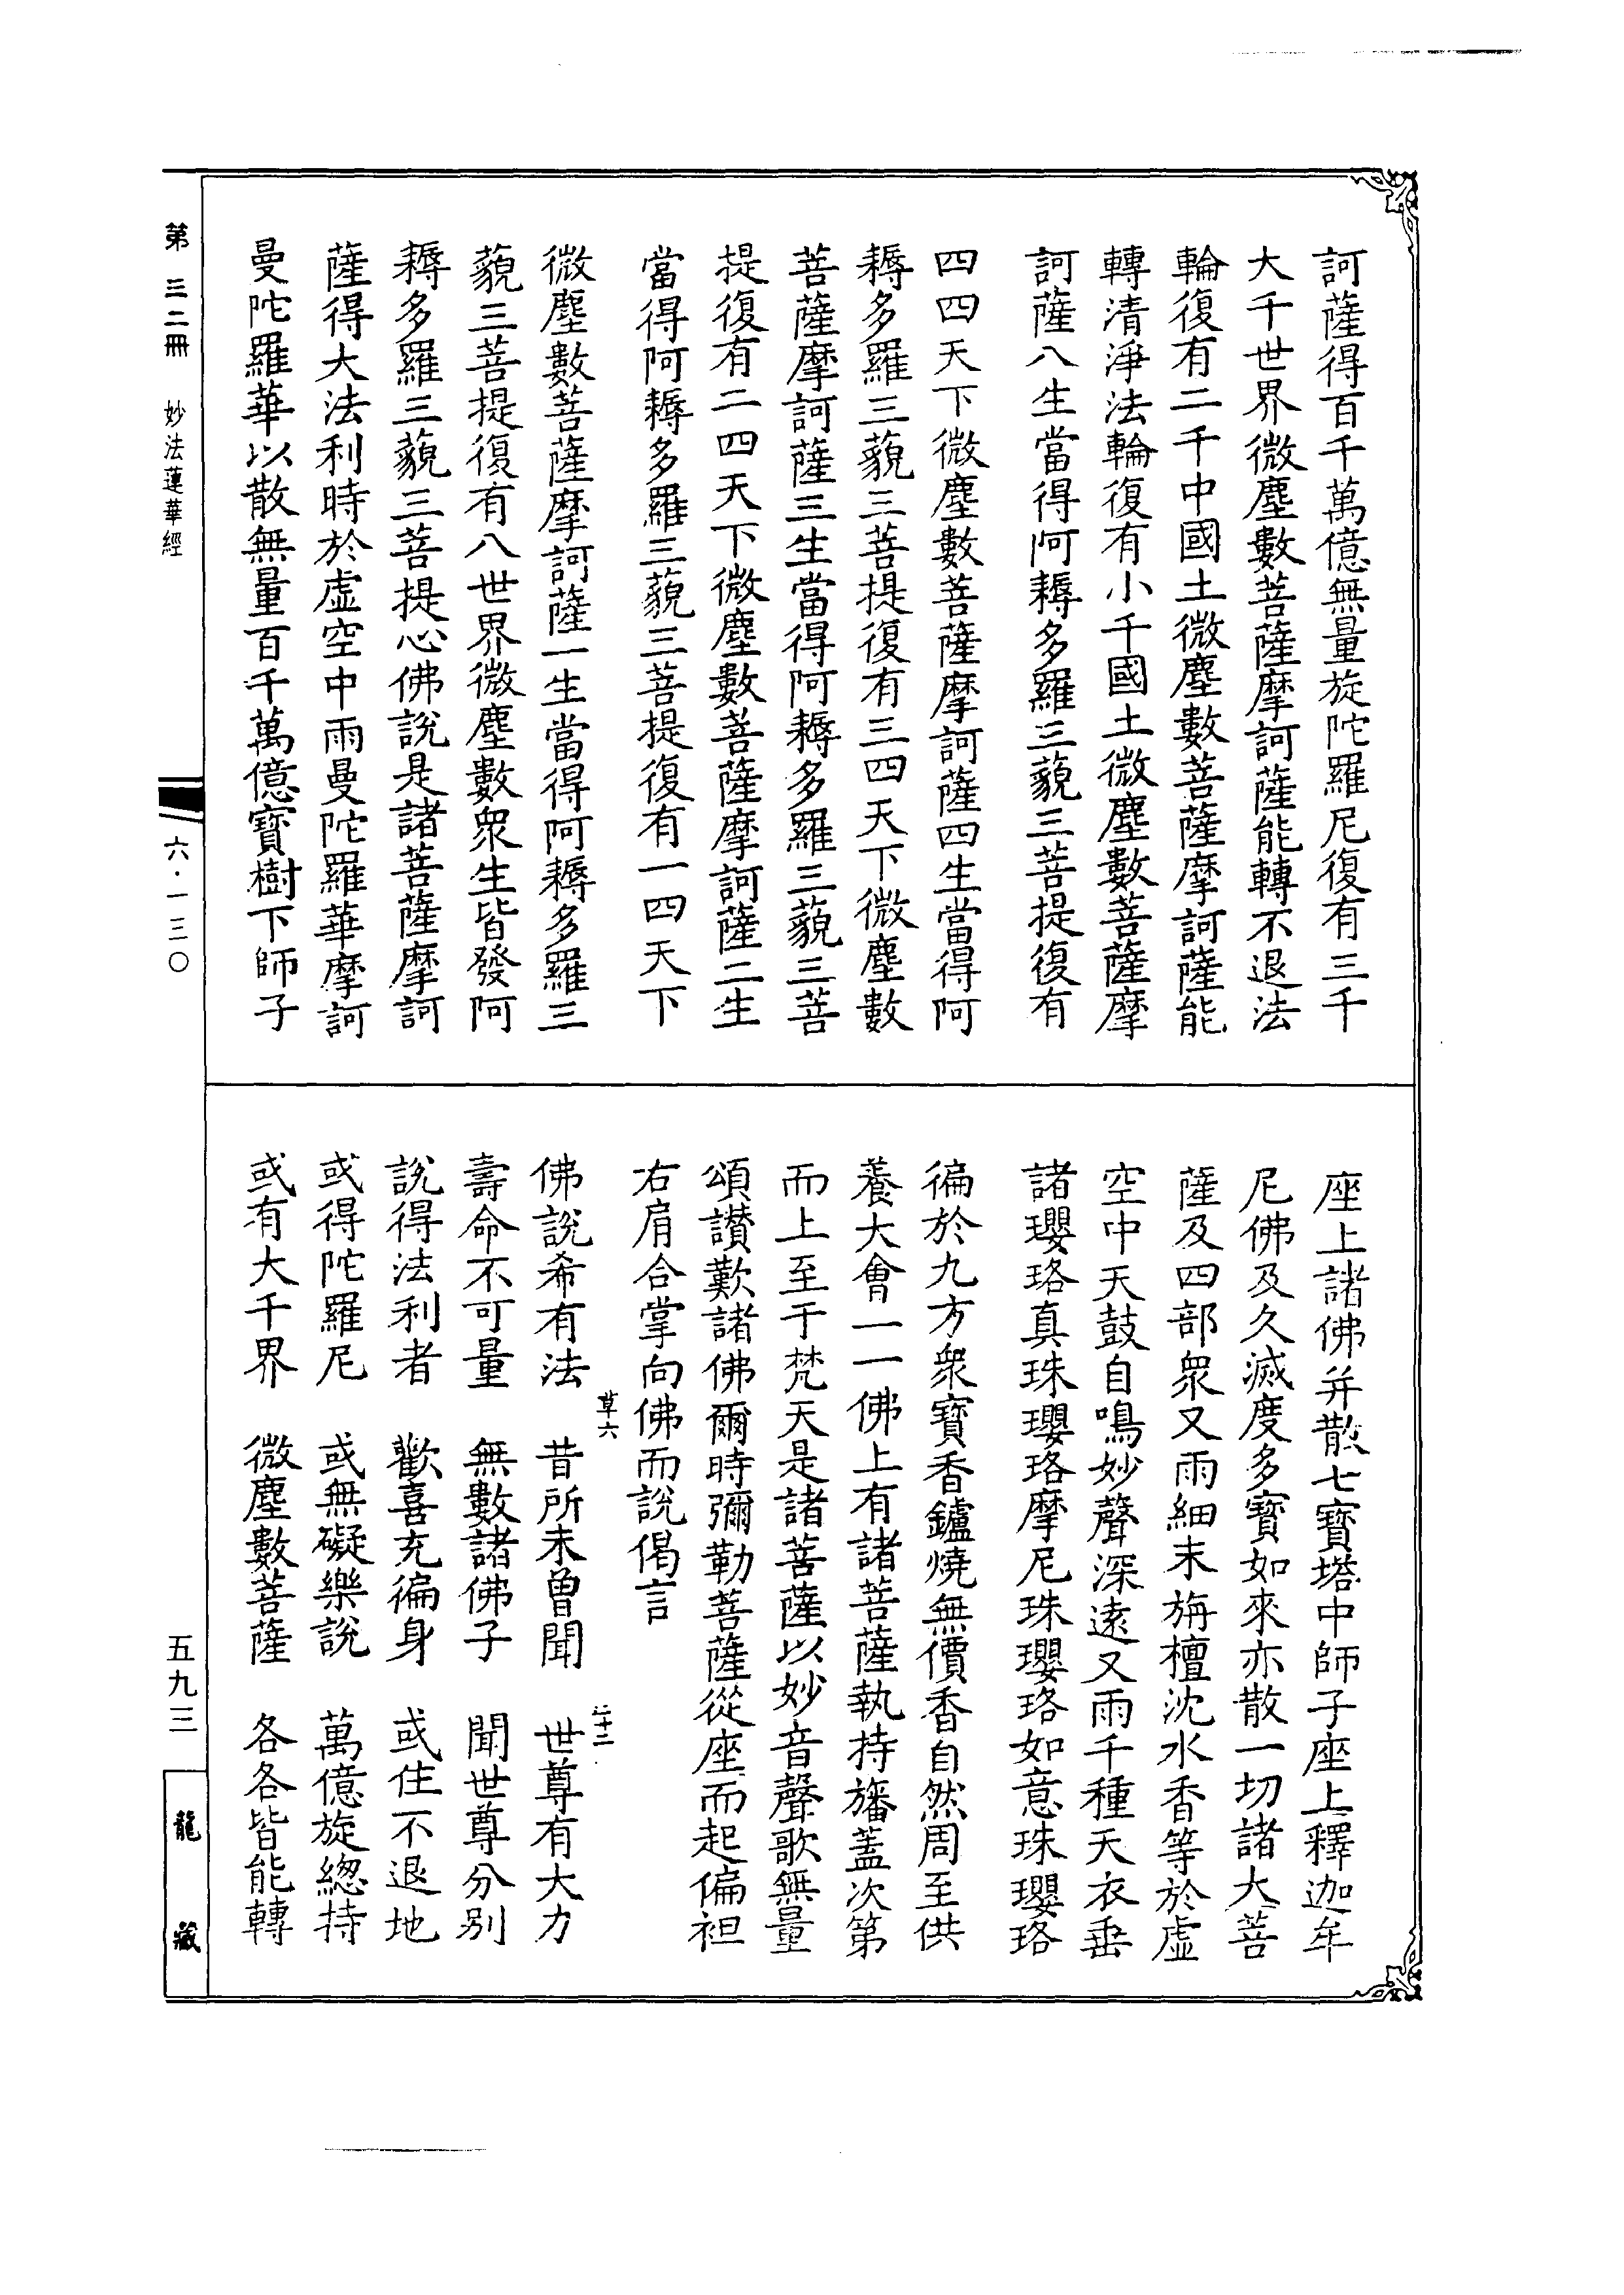 訶薩得百千萬億無量旋陀羅尼復有三千
大千世界微塵數菩薩摩訶薩能轉不退法
輪復有二千中國土微塵數菩薩摩訶薩能
轉清淨法輪復有小千國土微塵數菩薩摩
訶薩八生當得阿耨多羅三藐三菩提復有
四四天下微塵數菩薩摩訶薩四生當得阿
耨多羅三藐三菩提復有三四天下微塵數
菩薩摩訶薩三生當得阿耨多羅三藐三菩
提復有二四天下微塵數菩薩摩訶薩二生
當得阿耨多羅三藐三菩提復有一四天下
微塵數菩薩摩訶薩一生當得阿耨多羅三
藐三菩提復有八世界微塵數眾生皆發阿
耨多羅三藐三菩提心佛說是諸菩薩摩訶
薩得大法利時於虛空中雨曼陀羅華摩訶
曼陀羅華以散無量百千萬億寶樹下師子
座上諸佛并散七寶塔中師子座上釋迦牟
尼佛及久滅度多寶如來亦散一切諸大菩
薩及四部眾又雨細末旃檀沈水香等於虛
空中天鼓自鳴妙聲深遠又雨千種天衣垂
諸瓔珞真珠瓔珞摩尼珠瓔珞如意珠瓔珞
徧於九方眾寶香鑪燒無價香自然周至供
養大會一一佛上有諸菩薩執持旛蓋次第
而上至于梵天是諸菩薩以妙音聲歌無量
頌讚歎諸佛爾時彌勒菩薩從座而起偏袒
右肩合掌向佛而說偈言
草六
二十三
佛說希有法 昔所未曾聞 世尊有大力
壽命不可量 無數諸佛子 聞世尊分別
說得法利者 歡喜充徧身 或住不退地
或得陀羅尼 或無礙樂說 萬億旋總持
或有大千界 微塵數菩薩 各各皆能轉
第三二冊 妙法蓮華經
六·一三〇
五九三
龍藏